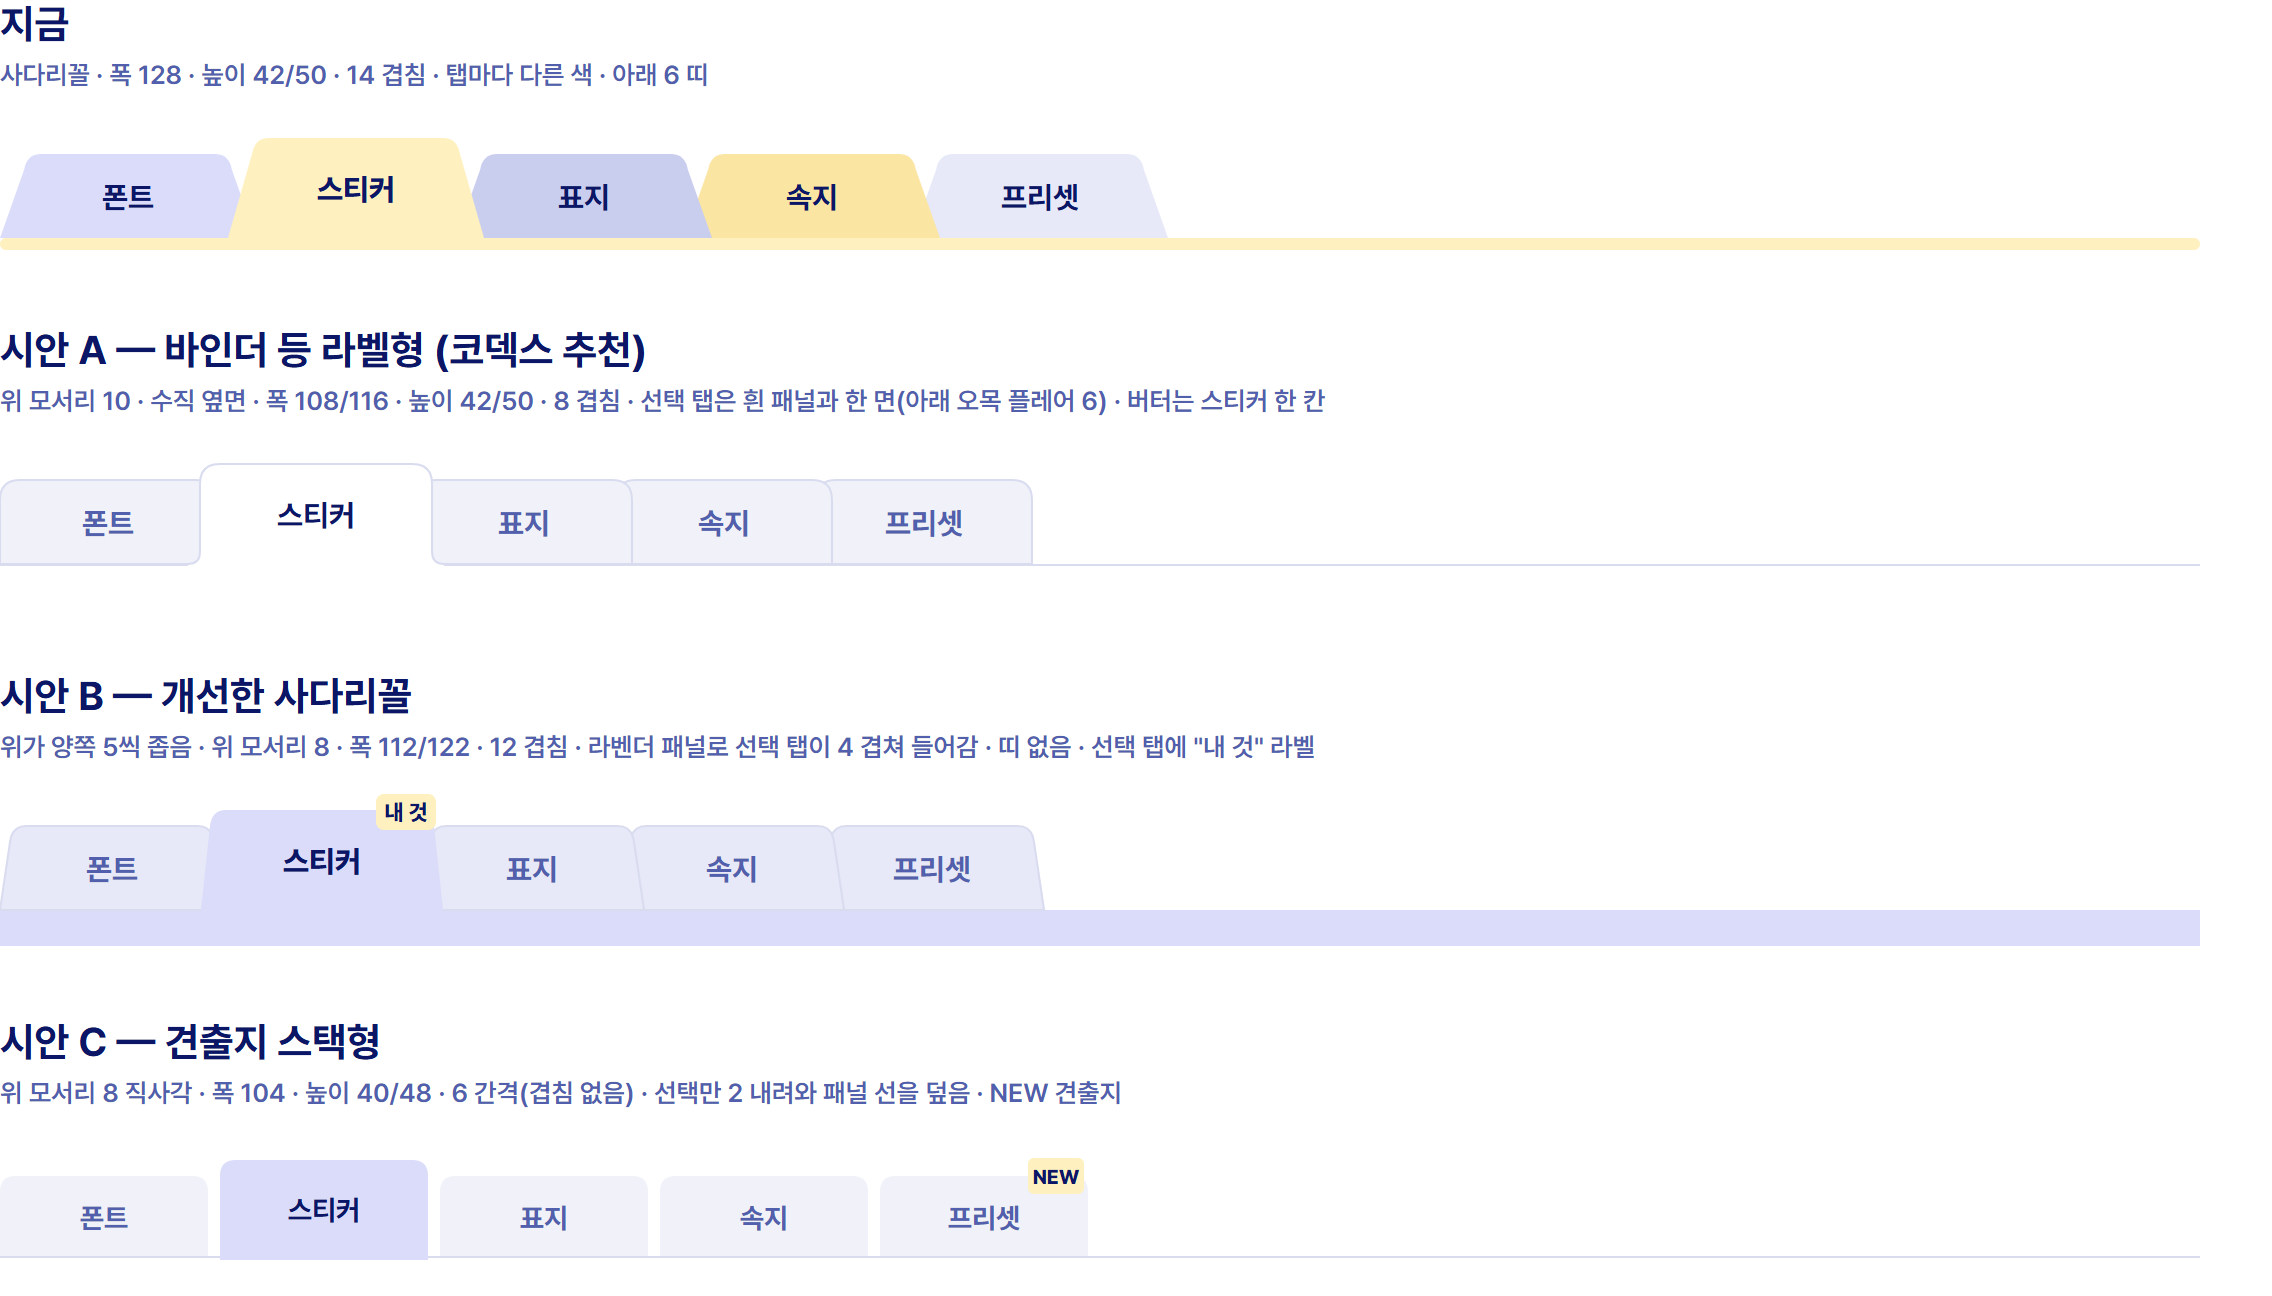 지금
사다리꼴 · 폭 128 · 높이 42/50 · 14 겹침 · 탭마다 다른 색 · 아래 6 띠
폰트 스티커 표지 속지 프리셋
시안 A — 바인더 등 라벨형 (코덱스 추천)
위 모서리 10 · 수직 옆면 · 폭 108/116 · 높이 42/50 · 8 겹침 · 선택 탭은 흰 패널과 한 면(아래 오목 플레어 6) · 버터는 스티커 한 칸
폰트 스티커 표지 속지 프리셋
시안 B — 개선한 사다리꼴
위가 양쪽 5씩 좁음 · 위 모서리 8 · 폭 112/122 · 12 겹침 · 라벤더 패널로 선택 탭이 4 겹쳐 들어감 · 띠 없음 · 선택 탭에 "내 것" 라벨
내 것
폰트 스티커 표지 속지 프리셋
시안 C — 견출지 스택형
위 모서리 8 직사각 · 폭 104 · 높이 40/48 · 6 간격(겹침 없음) · 선택만 2 내려와 패널 선을 덮음 · NEW 견출지
NEW
폰트 스티커 표지 속지 프리셋